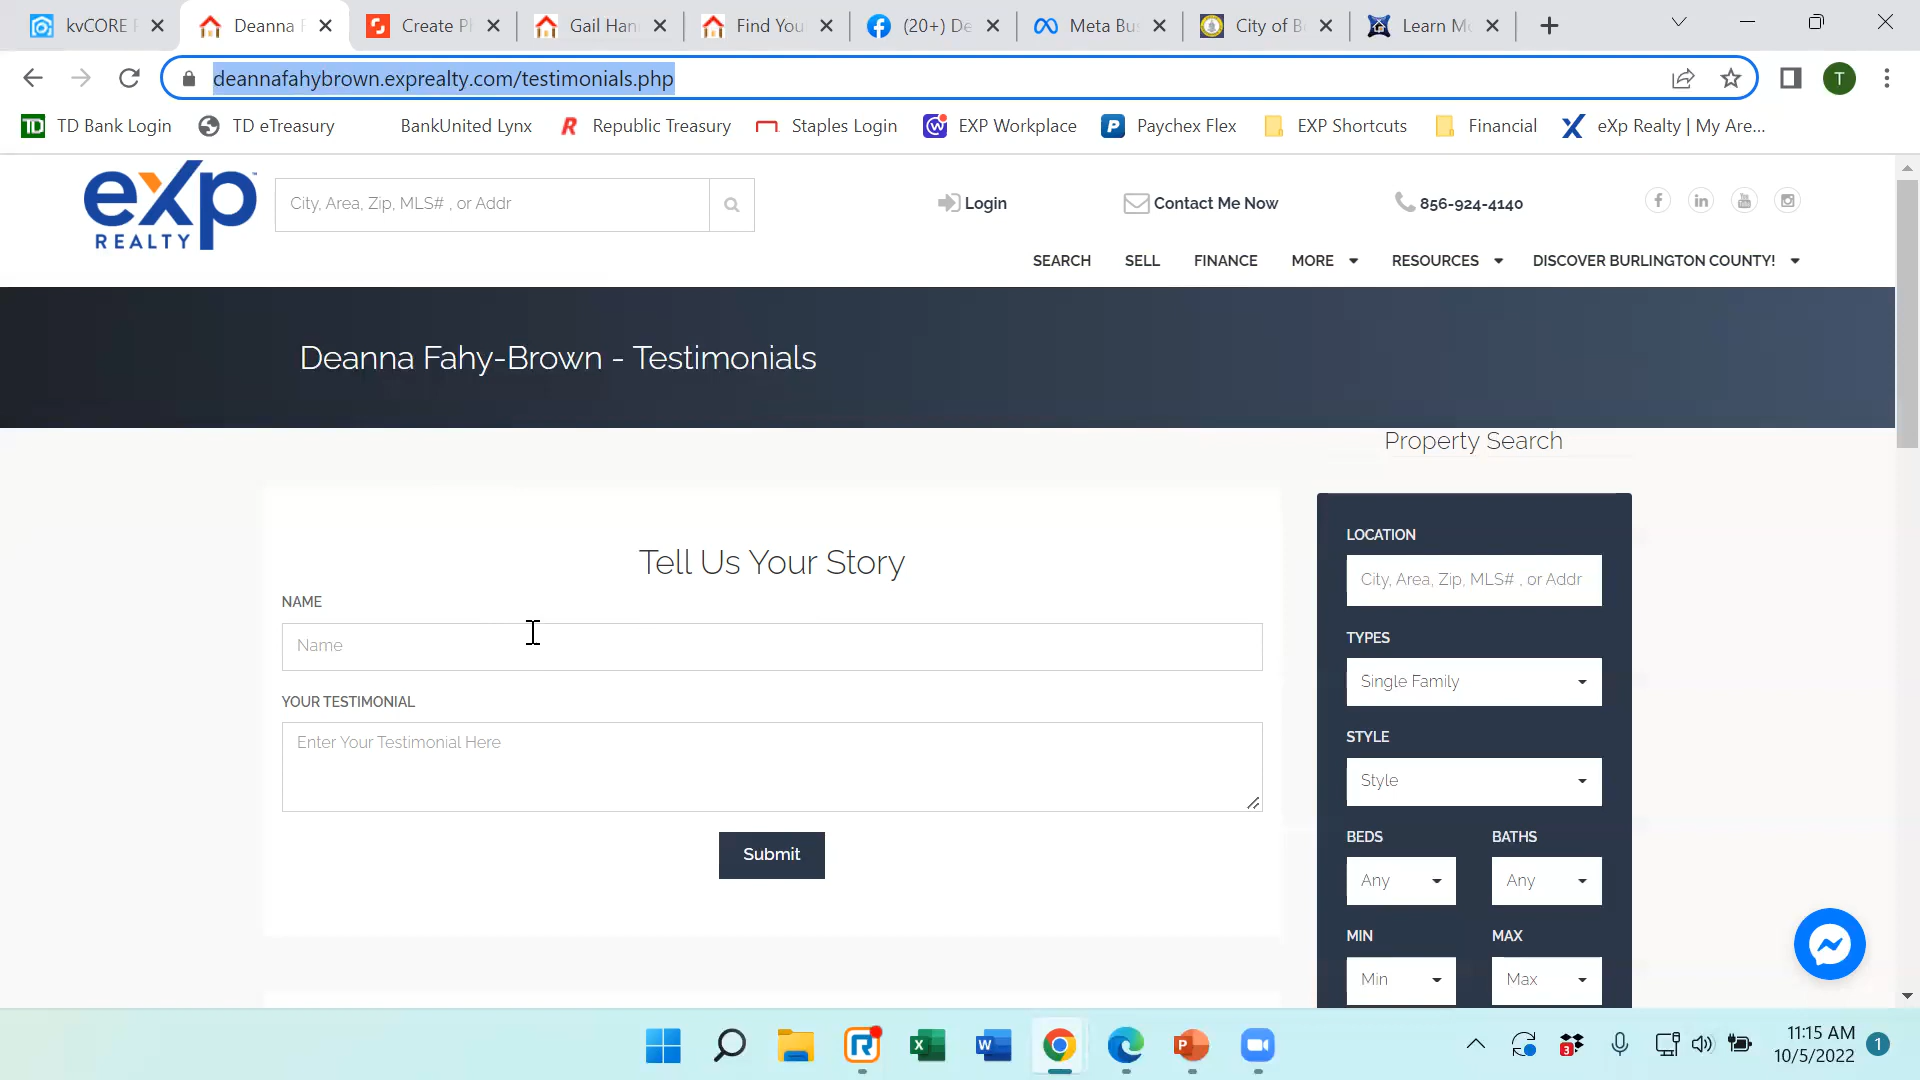 kvCORE
Deanna F
Create P
Gail Han
Find You
(20+) De
Meta Bu
City of B
Learn M
deannafahybrown.exprealty.com/testimonials.php
T
TD Bank Login
TD eTreasury
BankUnited Lynx
Republic Treasury
Staples Login
EXP Workplace
Paychex Flex
EXP Shortcuts
Financial
eXp Realty | My Are...
eXp
REALTY
City, Area, Zip, MLS# , or Addr
Login
Contact Me Now
856-924-4140
SEARCH
SELL
FINANCE
MORE
RESOURCES
DISCOVER BURLINGTON COUNTY!
Deanna Fahy-Brown - Testimonials
Property Search
Tell Us Your Story
NAME
Name
YOUR TESTIMONIAL
Enter Your Testimonial Here
Submit
LOCATION
City, Area, Zip, MLS# , or Addr
TYPES
Single Family
STYLE
Style
BEDS
BATHS
Any
Any
MIN
MAX
Min
Max
3
11:15 AM
10/5/2022
1